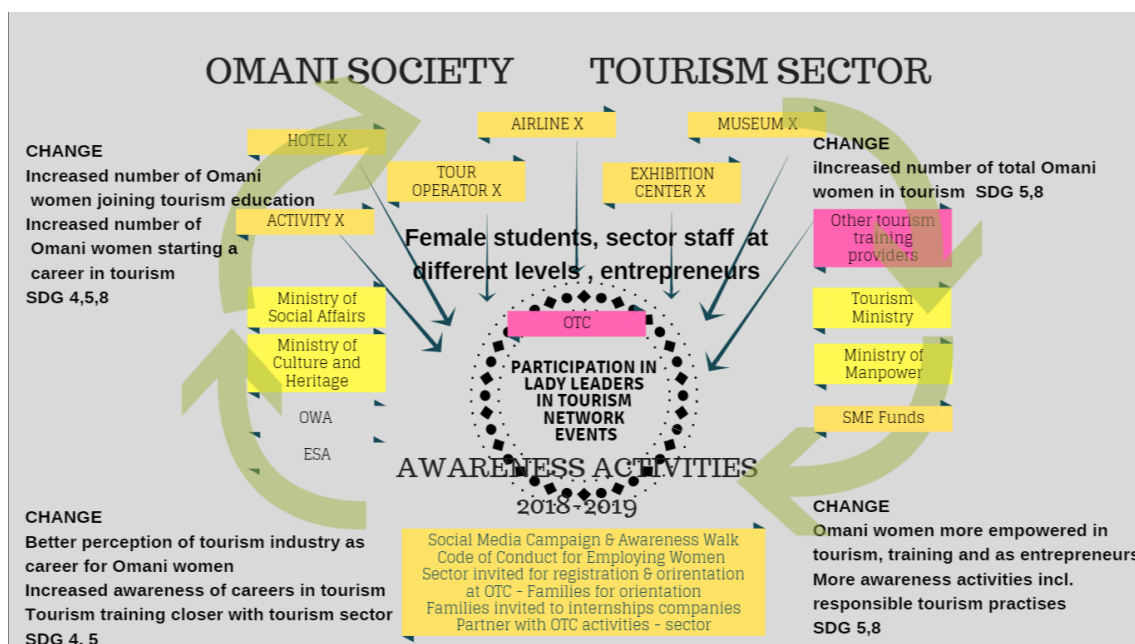 OMANI SOCIETY
TOURISM SECTOR
HOTEL X
AIRLINE X
MUSEUM X
TOUR
OPERATOR X
EXHIBITION
CENTER X
ACTIVITY X
CHANGE
Increased number of Omani
women joining tourism education
Increased number of
Omani women starting a
career in tourism
SDG 4,5,8
CHANGE
iIncreased number of total Omani
women in tourism SDG 5,8
Female students, sector staff at
different levels , entrepreneurs
Other tourism
training
providers
Ministry of
Social Affairs
Ministry of
Culture and
Heritage
OWA
ESA
OTC
PARTICIPATION IN
LADY LEADERS
IN TOURISM
NETWORK
EVENTS
Tourism
Ministry
Ministry of
Manpower
SME Funds
AWARENESS ACTIVITIES
2018-2019
Social Media Campaign & Awareness Walk
Code of Conduct for Employing Women
Sector invited for registration & orirentation
at OTC - Families for orientation
Families invited to internships companies
Partner with OTC activities - sector
CHANGE
Better perception of tourism industry as
career for Omani women
Increased awareness of careers in tourism
Tourism training closer with tourism sector
SDG 4, 5
CHANGE
Omani women more empowered in
tourism, training and as entrepreneurs
More awareness activities incl.
responsible tourism practises
SDG 5,8